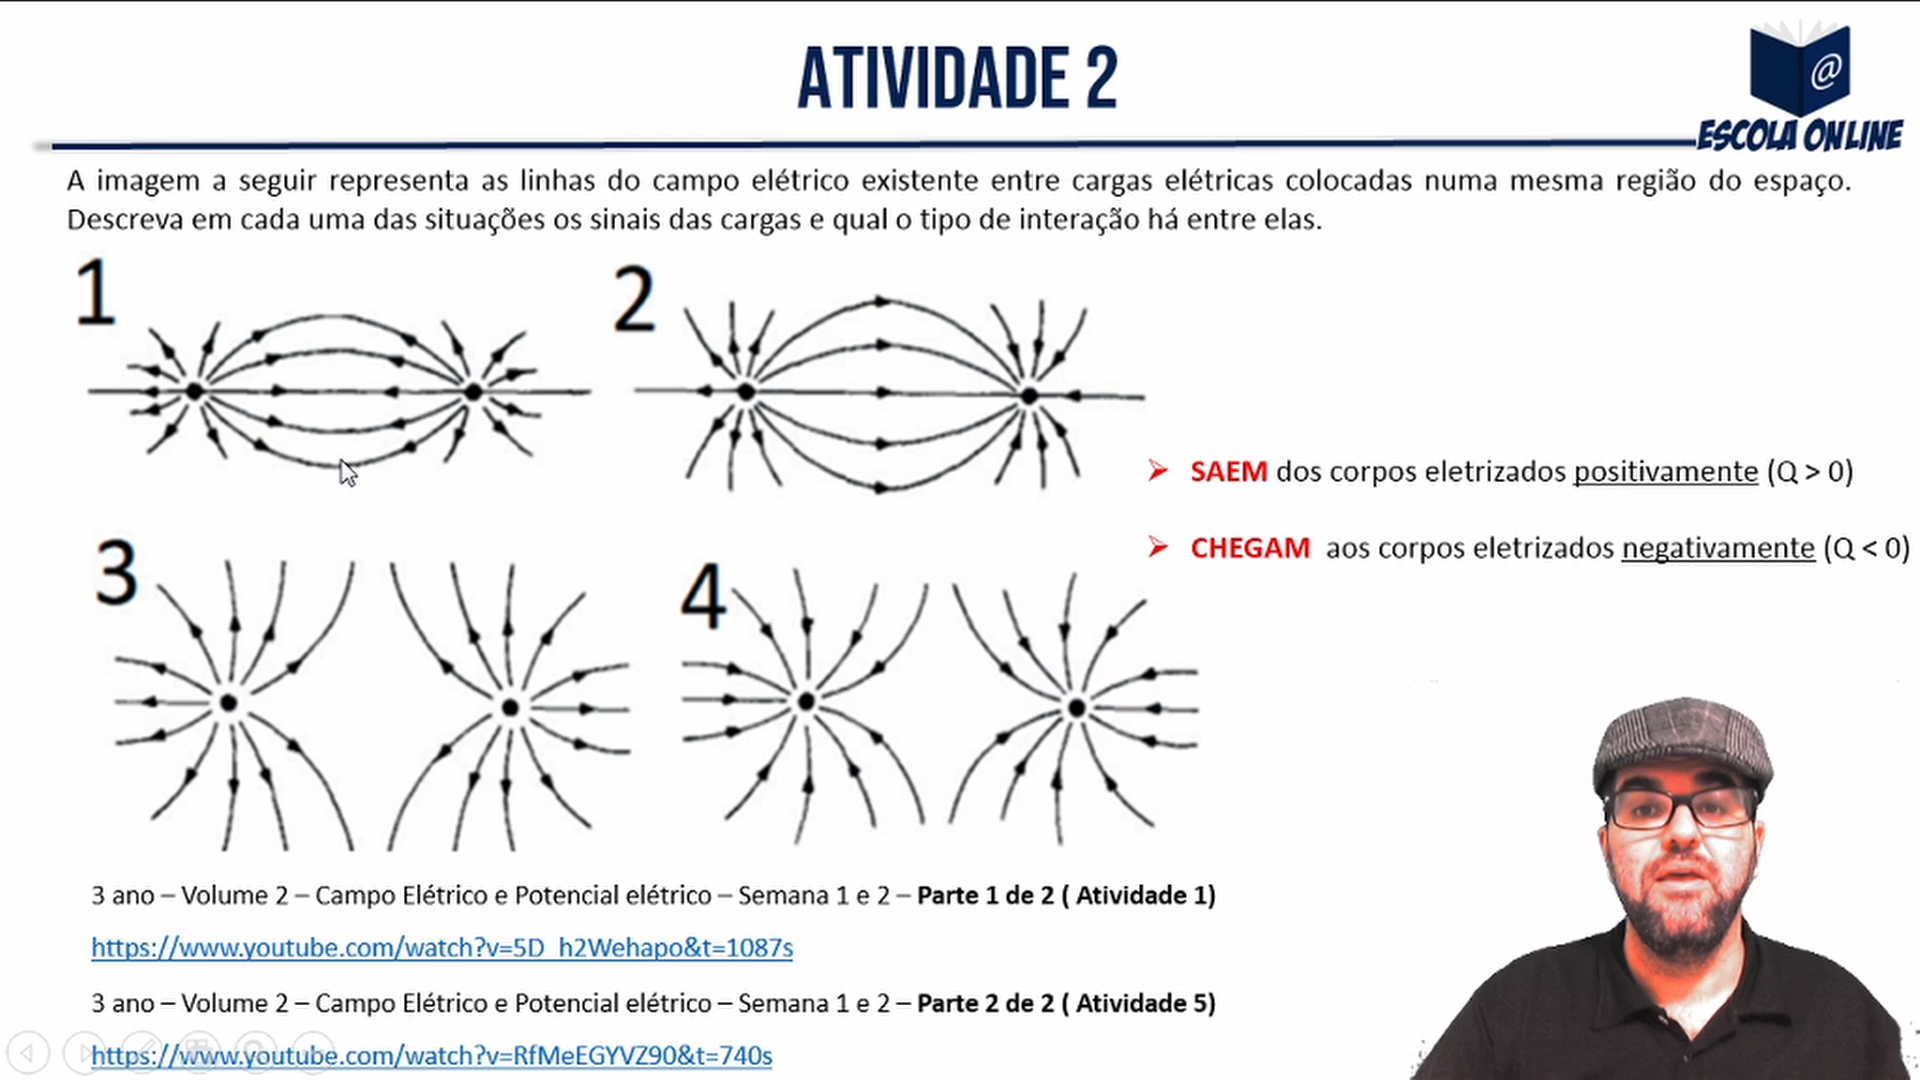 ATIVIDADE 2
@
ESCOLA ONLINE
A imagem a seguir representa as linhas do campo elétrico existente entre cargas elétricas colocadas numa mesma região do espaço.
Descreva em cada uma das situações os sinais das cargas e qual o tipo de interação há entre elas.
1
2
SAEM dos corpos eletrizados positivamente (Q > 0)
CHEGAM aos corpos eletrizados negativamente (Q < 0)
3
4
3 ano – Volume 2 – Campo Elétrico e Potencial elétrico – Semana 1 e 2 – Parte 1 de 2 ( Atividade 1)
https://www.youtube.com/watch?v=5D_h2Wehapo&t=1087s
3 ano – Volume 2 – Campo Elétrico e Potencial elétrico – Semana 1 e 2 – Parte 2 de 2 ( Atividade 5)
https://www.youtube.com/watch?v=RfMeEGYVZ90&t=740s